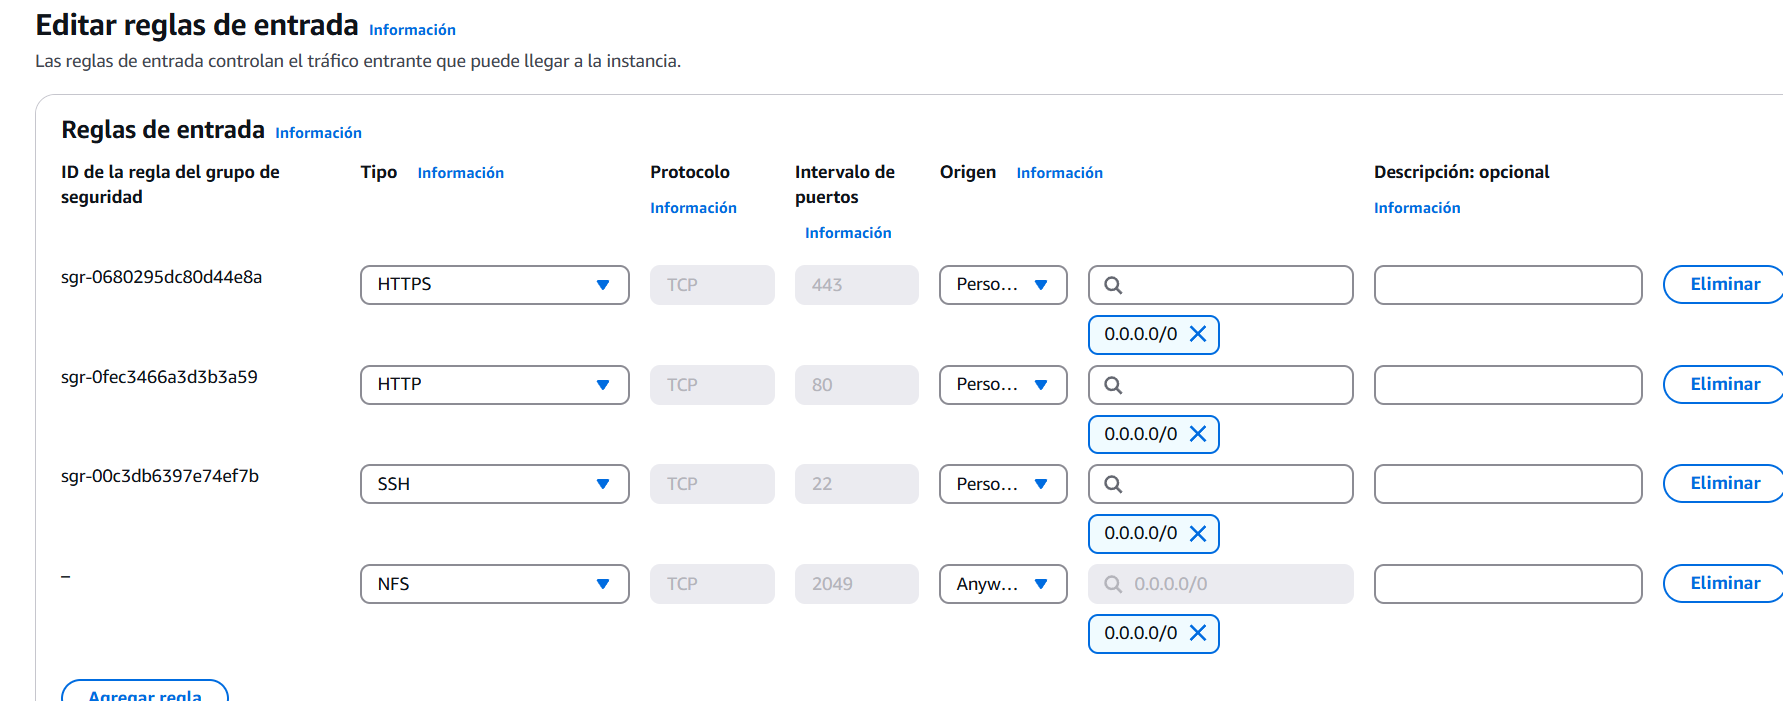 Editar reglas de entrada Información
Las reglas de entrada controlan el tráfico entrante que puede llegar a la instancia.
Reglas de entrada Información
ID de la regla del grupo de seguridad
Tipo Información
Protocolo
Información
Intervalo de puertos
Información
Origen Información
Descripción: opcional
Información
sgr-0680295dc80d44e8a HTTPS TCP 443 Perso... Eliminar
0.0.0.0/0
sgr-0fec3466a3d3b3a59 HTTP TCP 80 Perso... Eliminar
0.0.0.0/0
sgr-00c3db6397e74ef7b SSH TCP 22 Perso... Eliminar
0.0.0.0/0
– NFS TCP 2049 Anyw... 0.0.0.0/0 Eliminar
0.0.0.0/0
Agregar regla